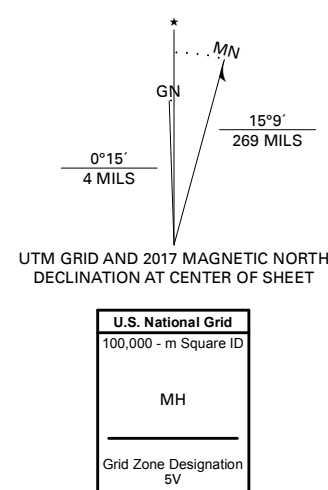 ★
MN
GN
15°9´
269 MILS
0°15´
4 MILS
UTM GRID AND 2017 MAGNETIC NORTH
DECLINATION AT CENTER OF SHEET
U.S. National Grid
100,000 - m Square ID
MH
Grid Zone Designation
5V